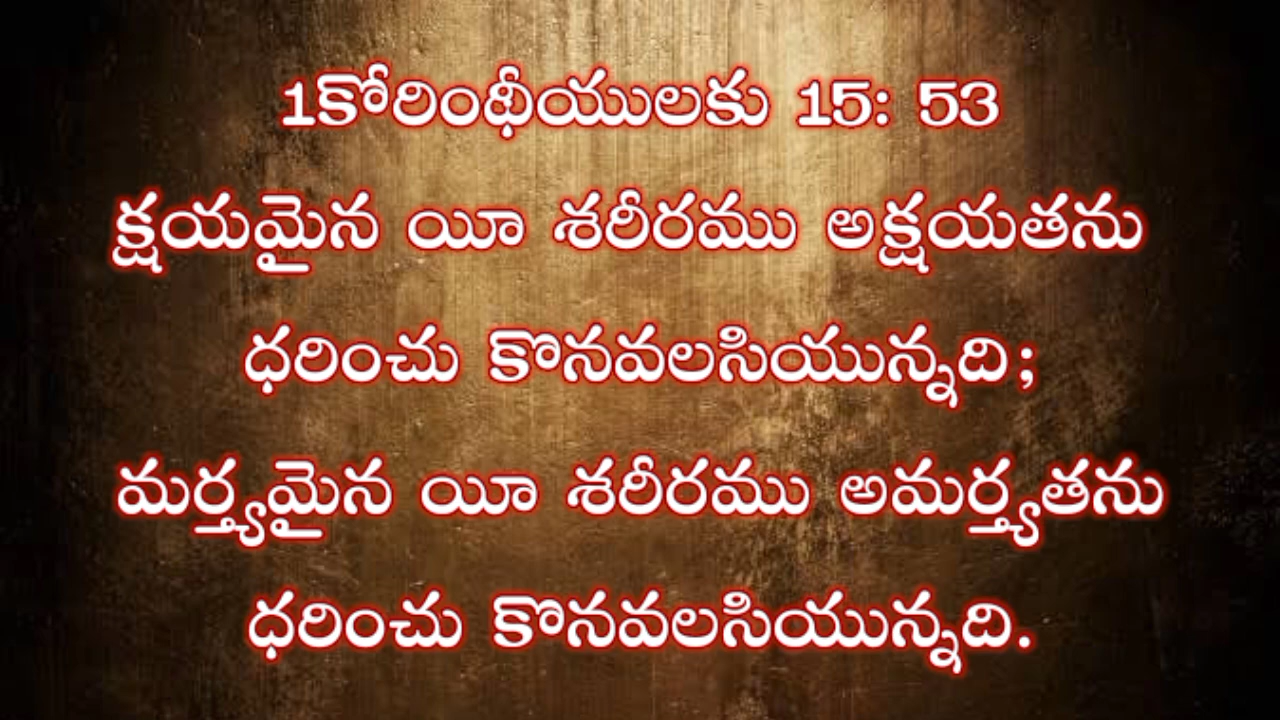 1కోరింథీయులకు 15: 53
క్షయమైన యీ శరీరము అక్షయతను
ధరించు కొనవలసియున్నది;
మర్త్యమైన యీ శరీరము అమర్త్యతను
ధరించు కొనవలసియున్నది.